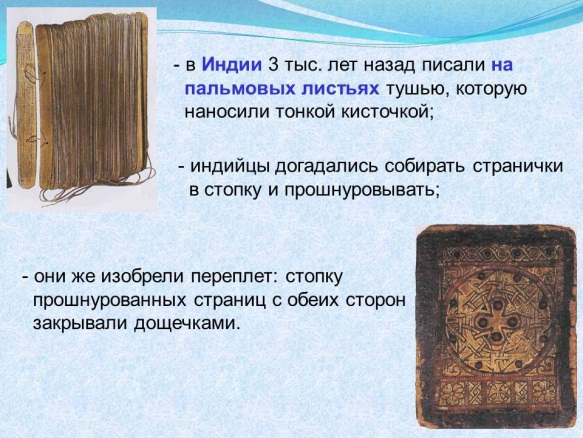 - в Индии 3 тыс. лет назад писали на
пальмовых листьях тушью, которую
наносили тонкой кисточкой;
- индийцы догадались собирать странички
в стопку и прошнуровывать;
- они же изобрели переплет: стопку
прошнурованных страниц с обеих сторон
закрывали дощечками.